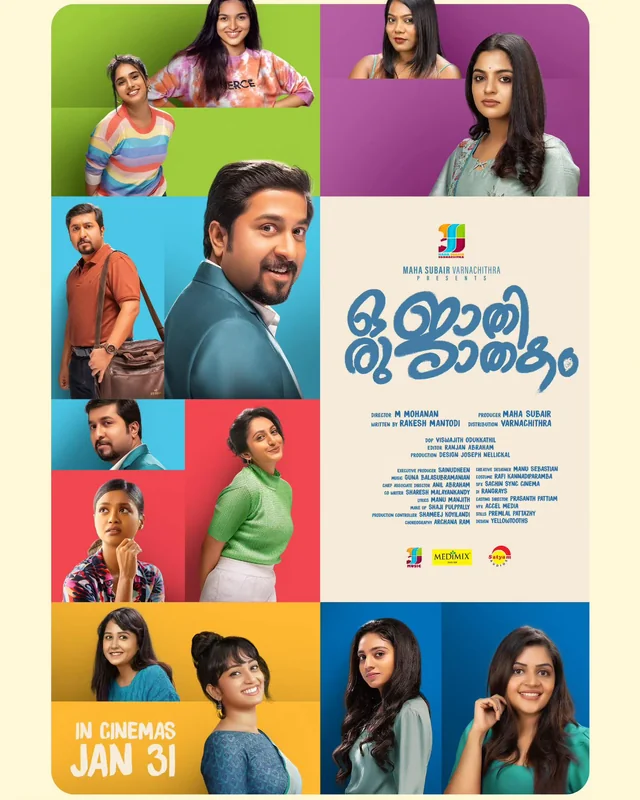 FIERCE
MAHA SUBAIR VARNACHITHRA
PRESENTS
ഒരു ജാതി
ജാതകം
DIRECTOR M MOHANAN
PRODUCER MAHA SUBAIR
WRITTEN BY RAKESH MANTODI
DISTRIBUTION VARNACHITHRA
DOP VISWAJITH ODUKKATHIL
EDITOR RANJAN ABRAHAM
PRODUCTION DESIGN JOSEPH NELLICKAL
EXECUTIVE PRODUCER SAINUDEEN
MUSIC GUNA BALASUBRAMANIAN
CHIEF ASSOCIATE DIRECTOR ANIL ABRAHAM
CO WRITER SHARESH MALAYANKANDY
LYRICS MANU MANJITH
MAKE UP SHAJI PULPPALLY
PRODUCTION CONTROLLER SHAMEEJ KOYILANDI
CHOREOGRAPHY ARCHANA RAM
CREATIVE DESIGNER MANU SEBASTIAN
COSTUME RAFI KANNADIPARAMBA
SFX SACHIN SYNC CINEMA
DI RANGRAYS
CASTING DIRECTOR PRASANTH PATTIAM
VFX ACCEL MEDIA
STILLS PREMLAL PATTAZHY
DESIGN YELLOWTOOTHS
MUSIC
MEDIMIX
Satyam
audios
IN CINEMAS
JAN 31